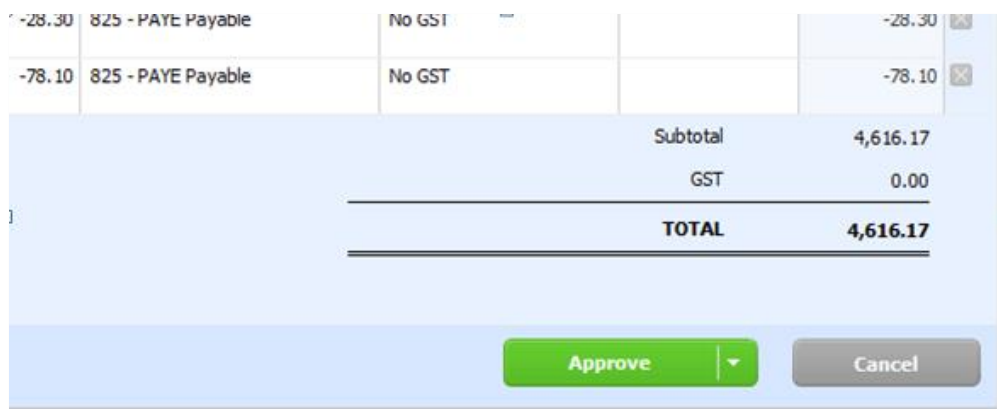 -28.30 825 - PAYE Payable No GST -28.30
-78.10 825 - PAYE Payable No GST -78.10
Subtotal 4,616.17
GST 0.00
TOTAL 4,616.17
Approve Cancel